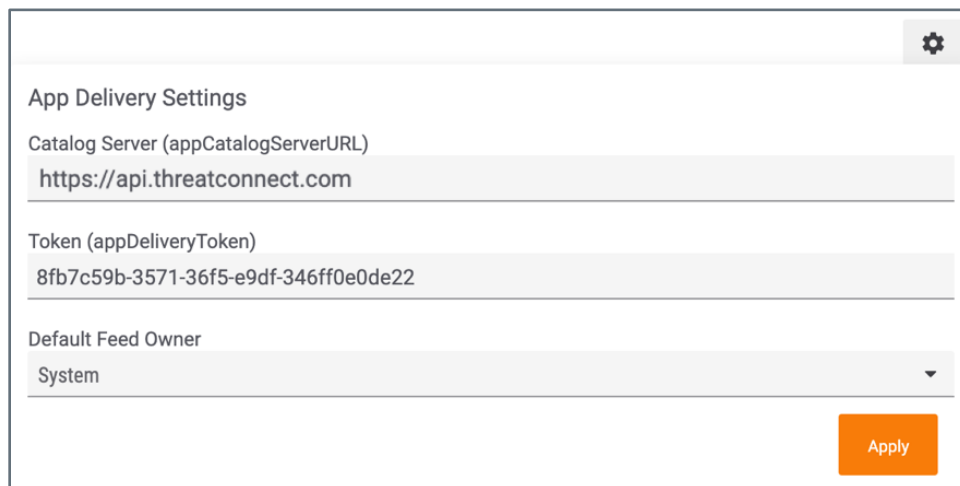 App Delivery Settings
Catalog Server (appCatalogServerURL)
https://api.threatconnect.com
Token (appDeliveryToken)
8fb7c59b-3571-36f5-e9df-346ff0e0de22
Default Feed Owner
System
Apply